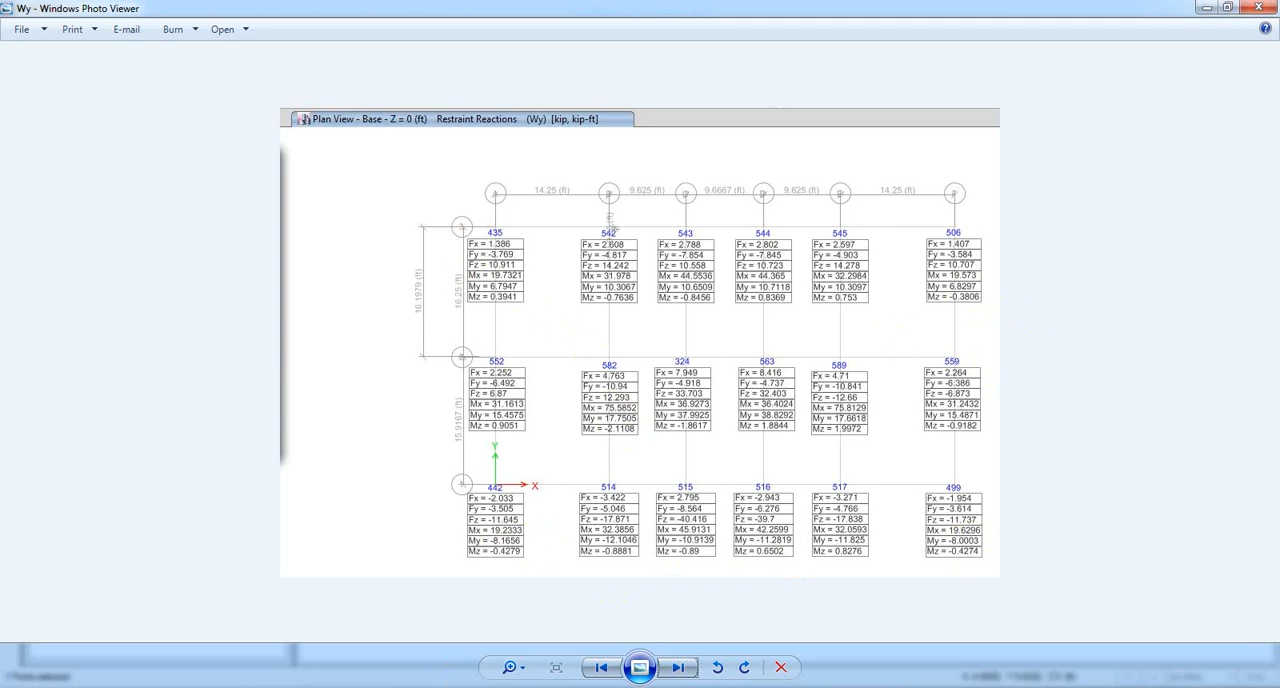 Wy - Windows Photo Viewer
File Print E-mail Burn Open
Plan View - Base - Z = 0 (ft) Restraint Reactions (Wy) [kip, kip-ft]
14.25 (ft) 9.625 (ft) 9.6667 (ft) 9.625 (ft) 14.25 (ft)
435 542 543 544 545 506
Fx = 1.386 Fx = 2.608 Fx = 2.788 Fx = 2.802 Fx = 2.597 Fx = 1.407
Fy = -3.769 Fy = -4.817 Fy = -7.854 Fy = -7.845 Fy = -4.903 Fy = -3.584
Fz = 10.911 Fz = 14.242 Fz = 10.558 Fz = 10.723 Fz = 14.278 Fz = 10.707
Mx = 19.7321 Mx = 31.978 Mx = 44.5536 Mx = 44.365 Mx = 32.2984 Mx = 19.573
My = 6.7947 My = 10.3067 My = 10.6509 My = 10.7118 My = 10.3097 My = 6.8297
Mz = 0.3941 Mz = -0.7636 Mz = -0.8456 Mz = 0.8369 Mz = 0.753 Mz = -0.3806
16.1979 (ft)
16.25 (ft)
552 582 324 563 589 559
Fx = 2.252 Fx = 4.763 Fx = 7.949 Fx = 8.416 Fx = 4.71 Fx = 2.264
Fy = -6.492 Fy = -10.94 Fy = -4.918 Fy = -4.737 Fy = -10.841 Fy = -6.386
Fz = 6.87 Fz = 12.293 Fz = 33.703 Fz = 32.403 Fz = -12.66 Fz = -6.873
Mx = 31.1613 Mx = 75.5852 Mx = 36.9273 Mx = 36.4024 Mx = 75.8129 Mx = 31.2432
My = 15.4575 My = 17.7505 My = 37.9925 My = 38.8292 My = 17.6618 My = 15.4871
Mz = 0.9051 Mz = -2.1108 Mz = -1.8617 Mz = 1.8844 Mz = 1.9972 Mz = -0.9182
15.9167 (ft)
Y
X
442 514 515 516 517 499
Fx = -2.033 Fx = -3.422 Fx = 2.795 Fx = -2.943 Fx = -3.271 Fx = -1.954
Fy = -3.505 Fy = -5.046 Fy = -8.564 Fy = -6.276 Fy = -4.766 Fy = -3.614
Fz = -11.645 Fz = -17.871 Fz = -40.416 Fz = -39.7 Fz = -17.838 Fz = -11.737
Mx = 19.2333 Mx = 32.3856 Mx = 45.9131 Mx = 42.2599 Mx = 32.0593 Mx = 19.6296
My = -8.1656 My = -12.1046 My = -10.9139 My = -11.2819 My = -11.825 My = -8.0003
Mz = -0.4279 Mz = -0.8881 Mz = -0.89 Mz = 0.6502 Mz = 0.8276 Mz = -0.4274